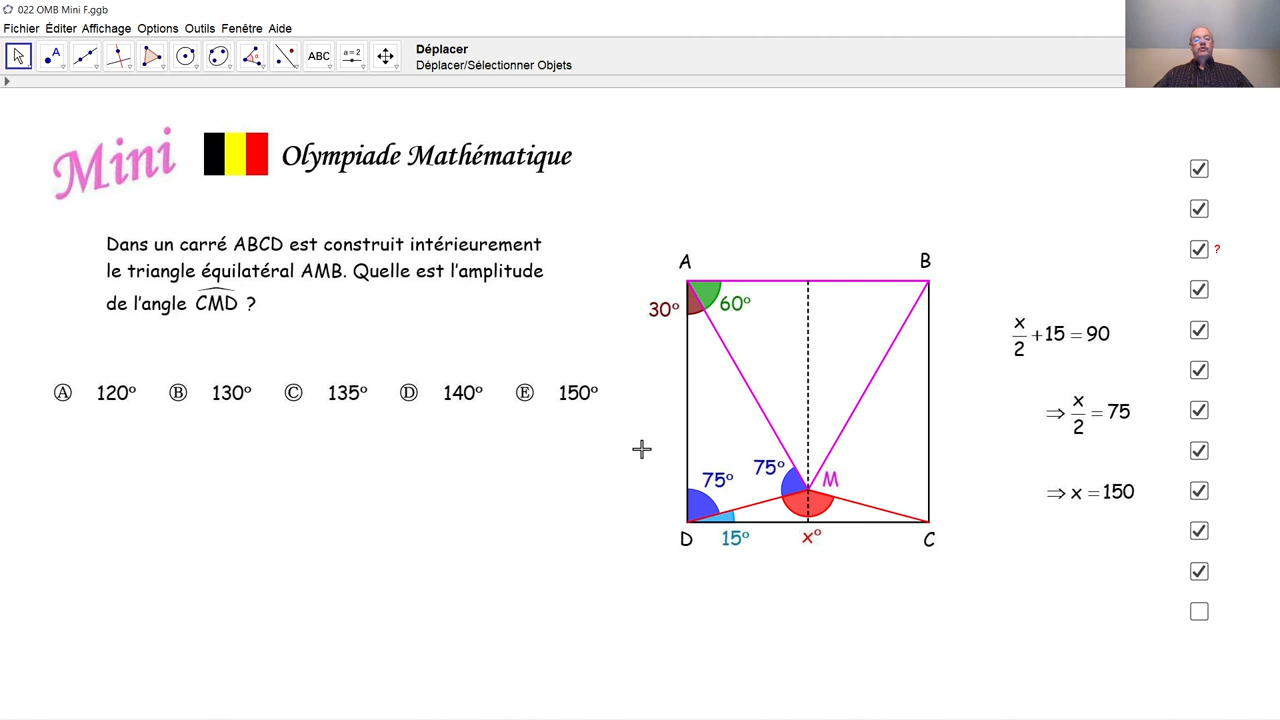 022 OMB Mini F.ggb
Fichier Éditer Affichage Options Outils Fenêtre Aide
A
ABC
a=2
Déplacer
Déplacer/Sélectionner Objets
Mini
Olympiade Mathématique
Dans un carré ABCD est construit intérieurement
le triangle équilatéral AMB. Quelle est l'amplitude
de l'angle CMD ?
Ⓐ 120° Ⓑ 130° Ⓒ 135° Ⓓ 140° Ⓔ 150°
A B
30° 60°
75° 75° M
D 15° x° C
x/2 + 15 = 90
⇒ x/2 = 75
⇒ x = 150
?